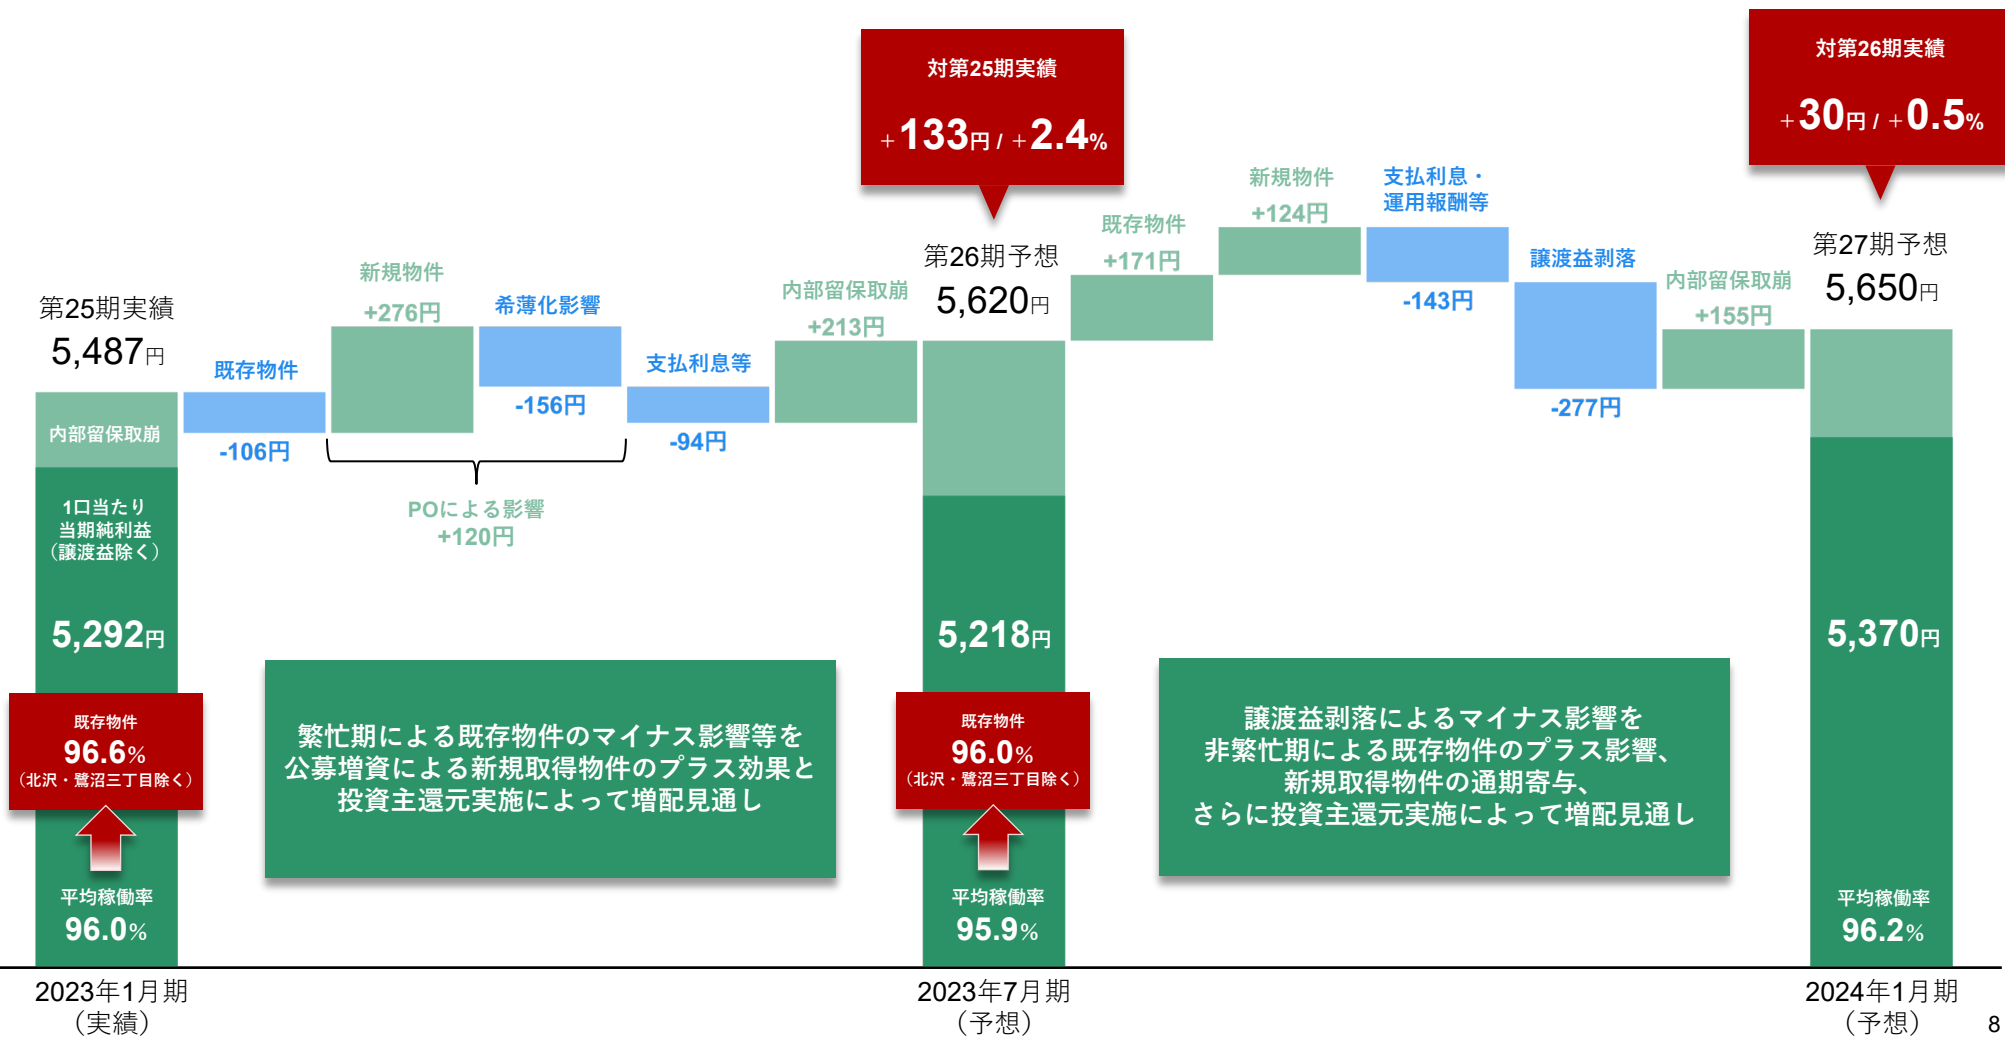 対第25期実績
+133円 / +2.4%
対第26期実績
+30円 / +0.5%
第25期実績
5,487円
既存物件
-106円
新規物件
+276円
希薄化影響
-156円
POによる影響
+120円
支払利息等
-94円
内部留保取崩
+213円
第26期予想
5,620円
既存物件
+171円
新規物件
+124円
支払利息・
運用報酬等
-143円
譲渡益剥落
-277円
内部留保取崩
+155円
第27期予想
5,650円
内部留保取崩
1口当たり
当期純利益
（譲渡益除く）
5,292円
5,218円
5,370円
既存物件
96.6%
（北沢・鷺沼三丁目除く）
平均稼働率
96.0%
繁忙期による既存物件のマイナス影響等を
公募増資による新規取得物件のプラス効果と
投資主還元実施によって増配見通し
既存物件
96.0%
（北沢・鷺沼三丁目除く）
平均稼働率
95.9%
譲渡益剥落によるマイナス影響を
非繁忙期による既存物件のプラス影響、
新規取得物件の通期寄与、
さらに投資主還元実施によって増配見通し
平均稼働率
96.2%
2023年1月期
（実績）
2023年7月期
（予想）
2024年1月期
（予想）
8